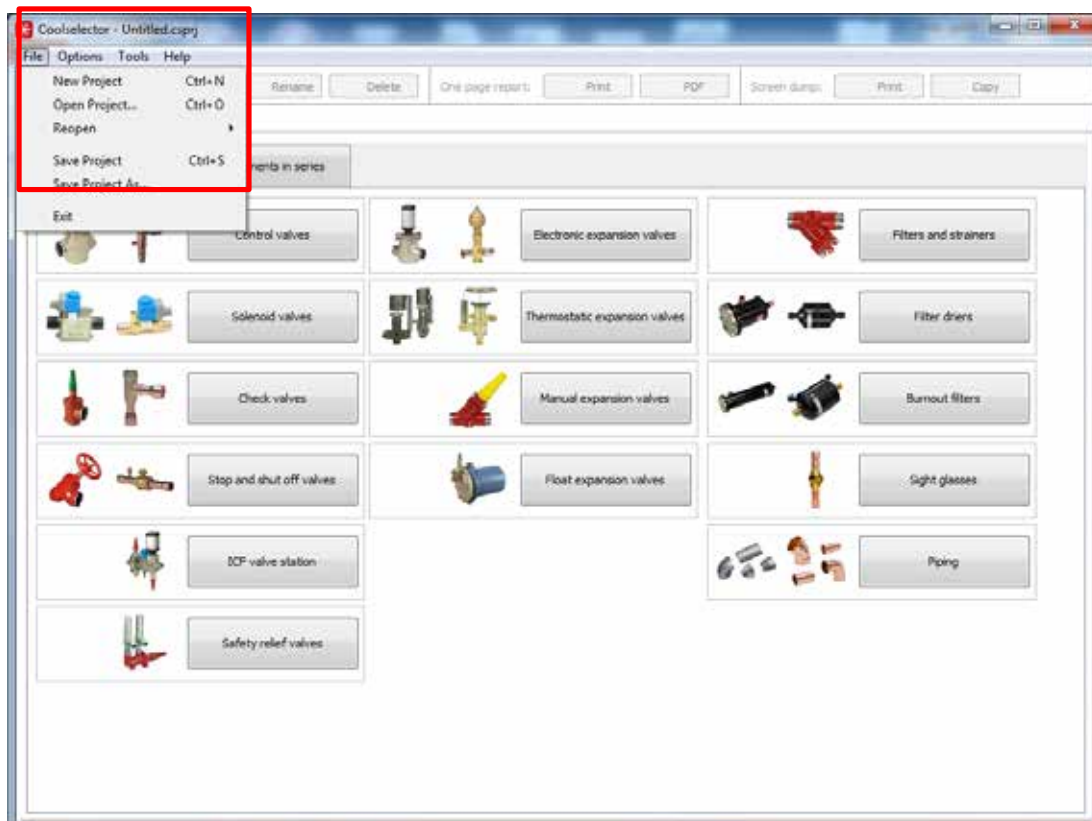 Coolselector - Untitled.csprj
File Options Tools Help
New Project Ctrl+N
Open Project... Ctrl+O
Reopen
Save Project Ctrl+S
Save Project As...
Exit
Rename Delete One page report: Print PDF Screen dump: Print Copy
in series
Control valves Electronic expansion valves Filters and strainers
Solenoid valves Thermostatic expansion valves Filter driers
Check valves Manual expansion valves Burnout filters
Stop and shut off valves Float expansion valves Sight glasses
ICF valve station Piping
Safety relief valves